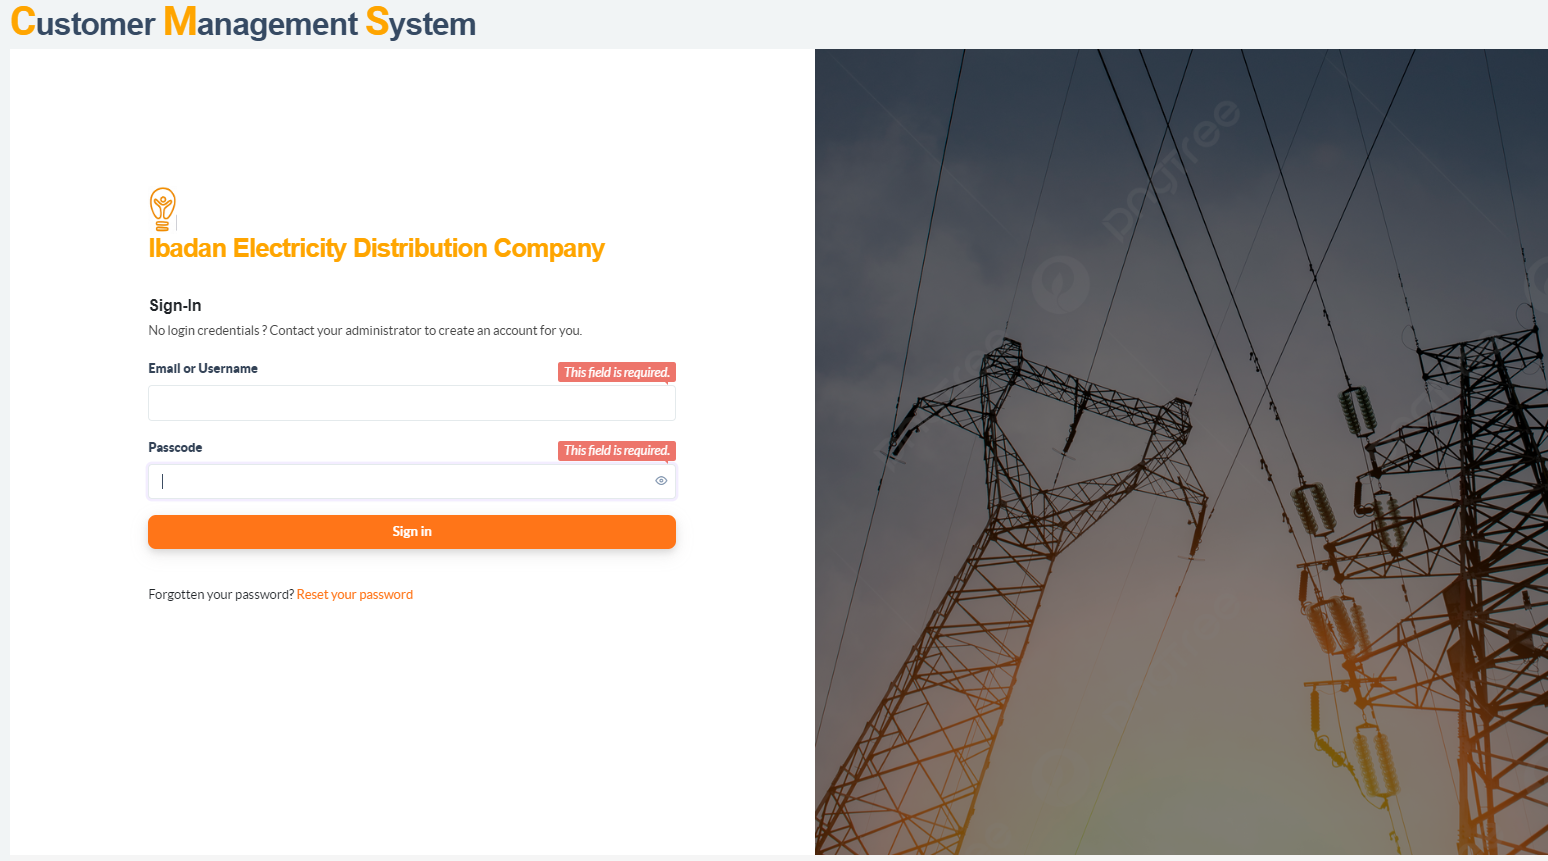 Customer Management System
Ibadan Electricity Distribution Company
Sign-In
No login credentials ? Contact your administrator to create an account for you.
Email or Username
This field is required.
Passcode
This field is required.
Sign in
Forgotten your password? Reset your password
pngtree